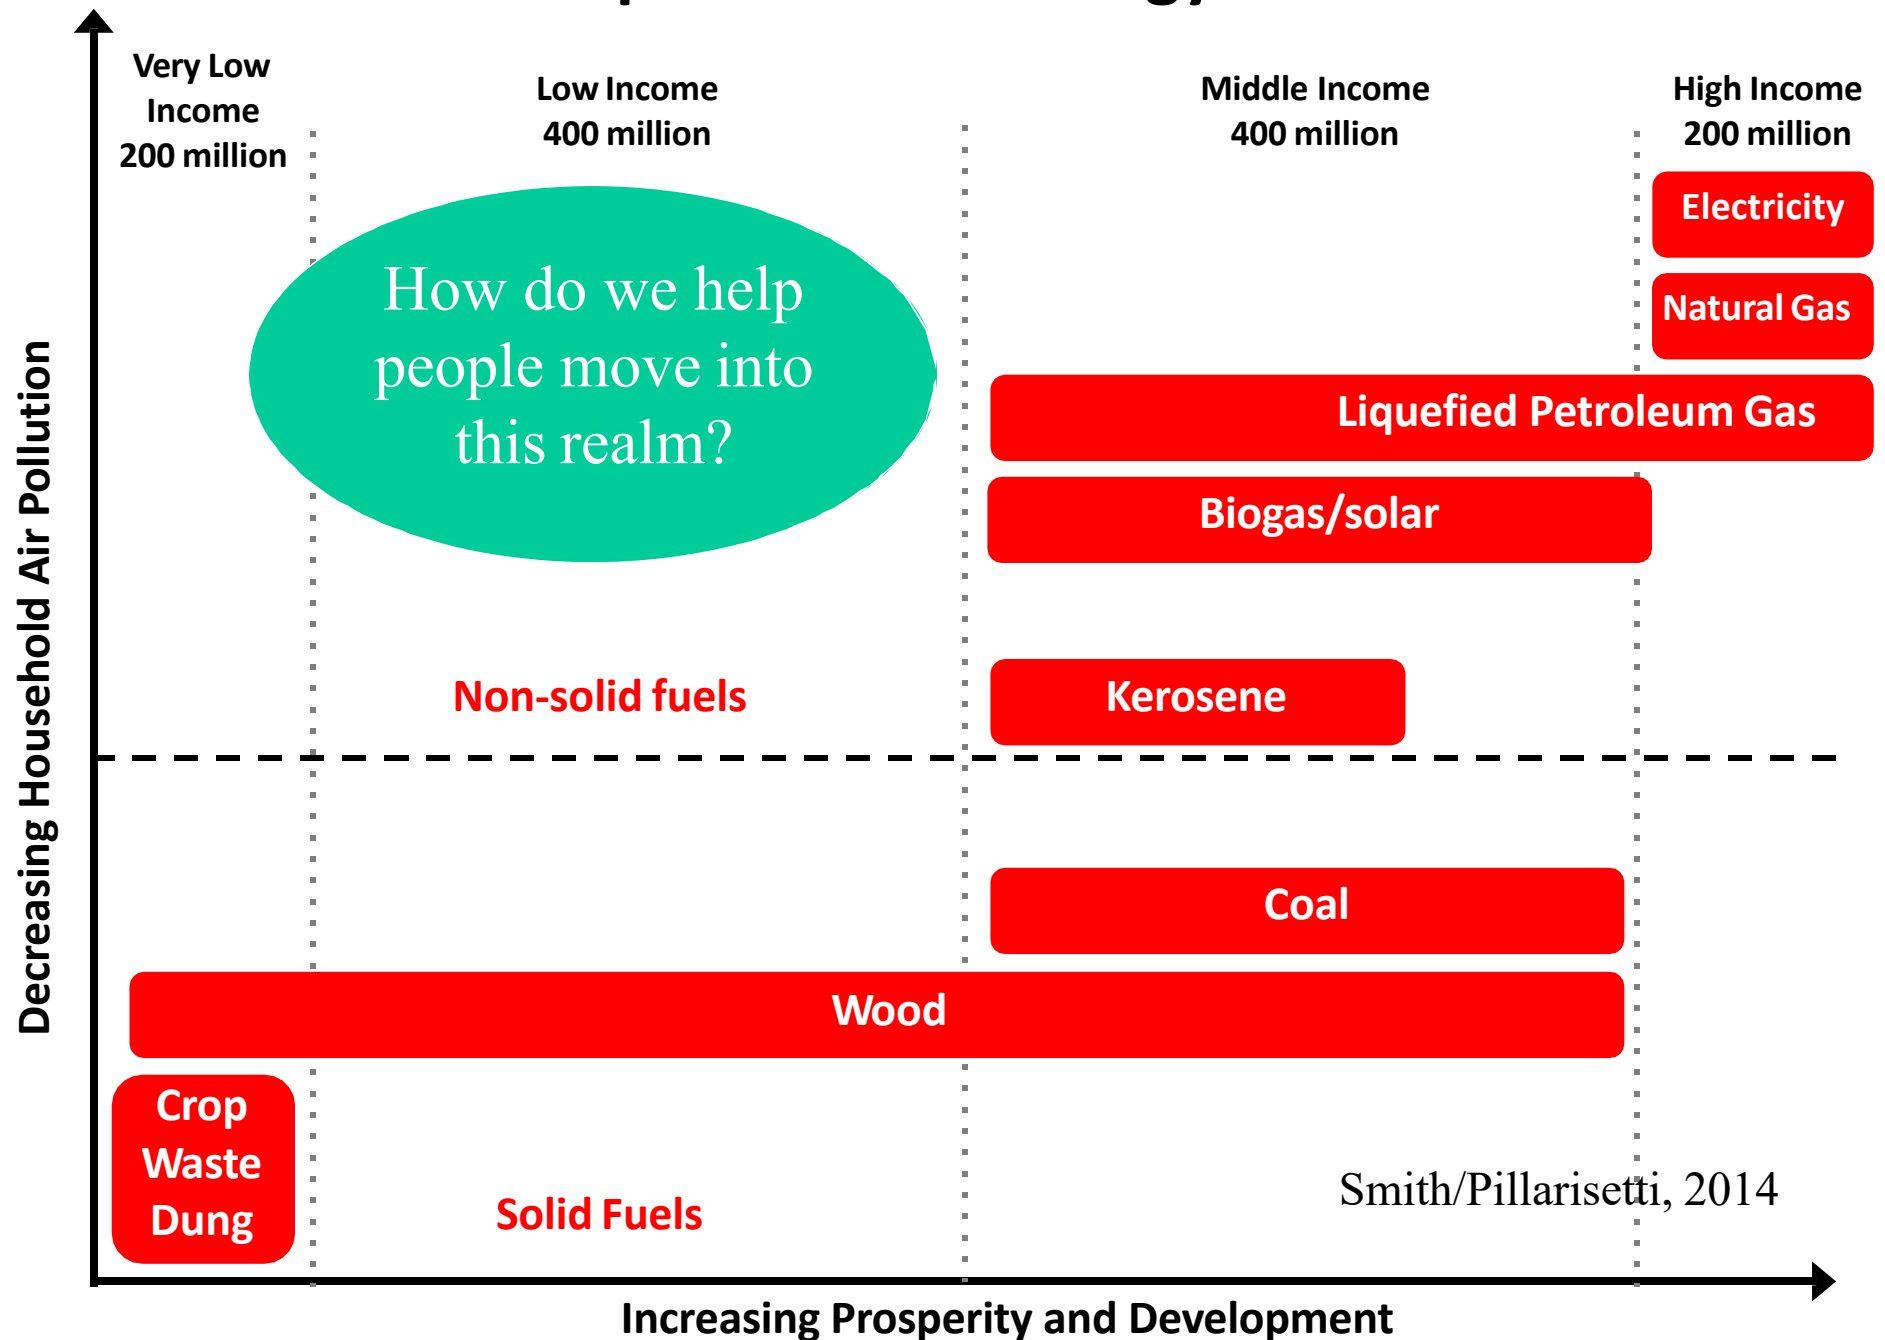 Very Low
Income
200 million
Low Income
400 million
Middle Income
400 million
High Income
200 million
Electricity
Natural Gas
How do we help
people move into
this realm?
Liquefied Petroleum Gas
Biogas/solar
Non-solid fuels
Kerosene
Coal
Wood
Crop
Waste
Dung
Solid Fuels
Smith/Pillarisetti, 2014
Decreasing Household Air Pollution
Increasing Prosperity and Development